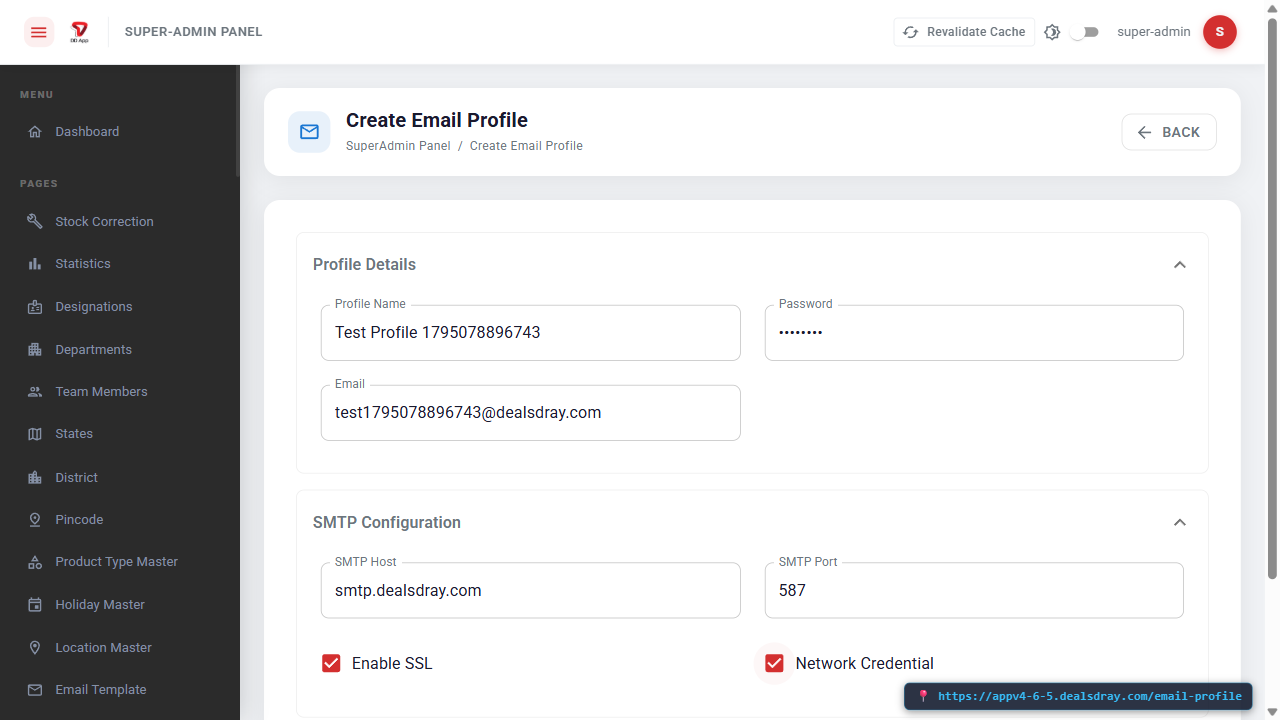 DD App
SUPER-ADMIN PANEL
Revalidate Cache
super-admin
S
MENU
Dashboard
PAGES
Stock Correction
Statistics
Designations
Departments
Team Members
States
District
Pincode
Product Type Master
Holiday Master
Location Master
Email Template
Create Email Profile
SuperAdmin Panel / Create Email Profile
BACK
Profile Details
Profile Name
Test Profile 1795078896743
Password
••••••••
Email
test1795078896743@dealsdray.com
SMTP Configuration
SMTP Host
smtp.dealsdray.com
SMTP Port
587
Enable SSL
Network Credential
https://appv4-6-5.dealsdray.com/email-profile